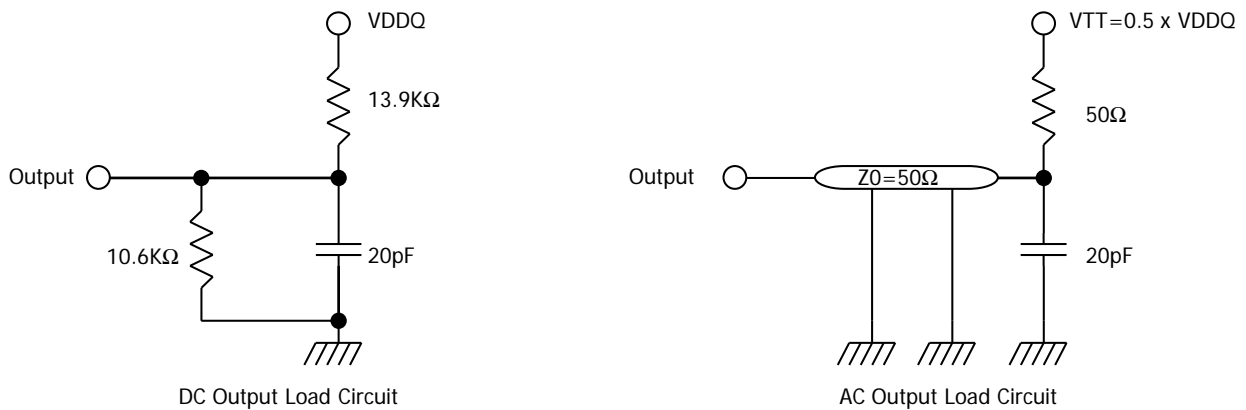 VDDQ
13.9KΩ
Output
10.6KΩ
20pF
DC Output Load Circuit
VTT=0.5 x VDDQ
50Ω
Output
Z0=50Ω
20pF
AC Output Load Circuit